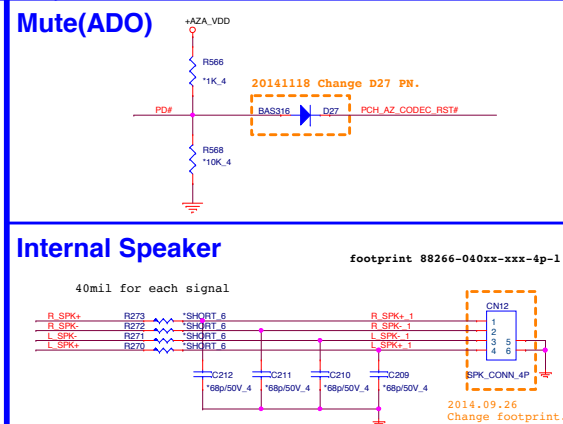 Mute(ADO)
+AZA_VDD
R566
*1K_4
20141118 Change D27 PN.
PD#
BAS316
D27
PCH_AZ_CODEC_RST#
R568
*10K_4
Internal Speaker
footprint 88266-040xx-xxx-4p-l
40mil for each signal
CN12
R_SPK+ R273 *SHORT_6 R_SPK+_1 1
R_SPK- R272 *SHORT_6 R_SPK-_1 2
L_SPK- R271 *SHORT_6 L_SPK-_1 3 5
L_SPK+ R270 *SHORT_6 L_SPK+_1 4 6
C212 C211 C210 C209
*68p/50V_4 *68p/50V_4 *68p/50V_4 *68p/50V_4
SPK_CONN_4P
2014.09.26
Change footprint.